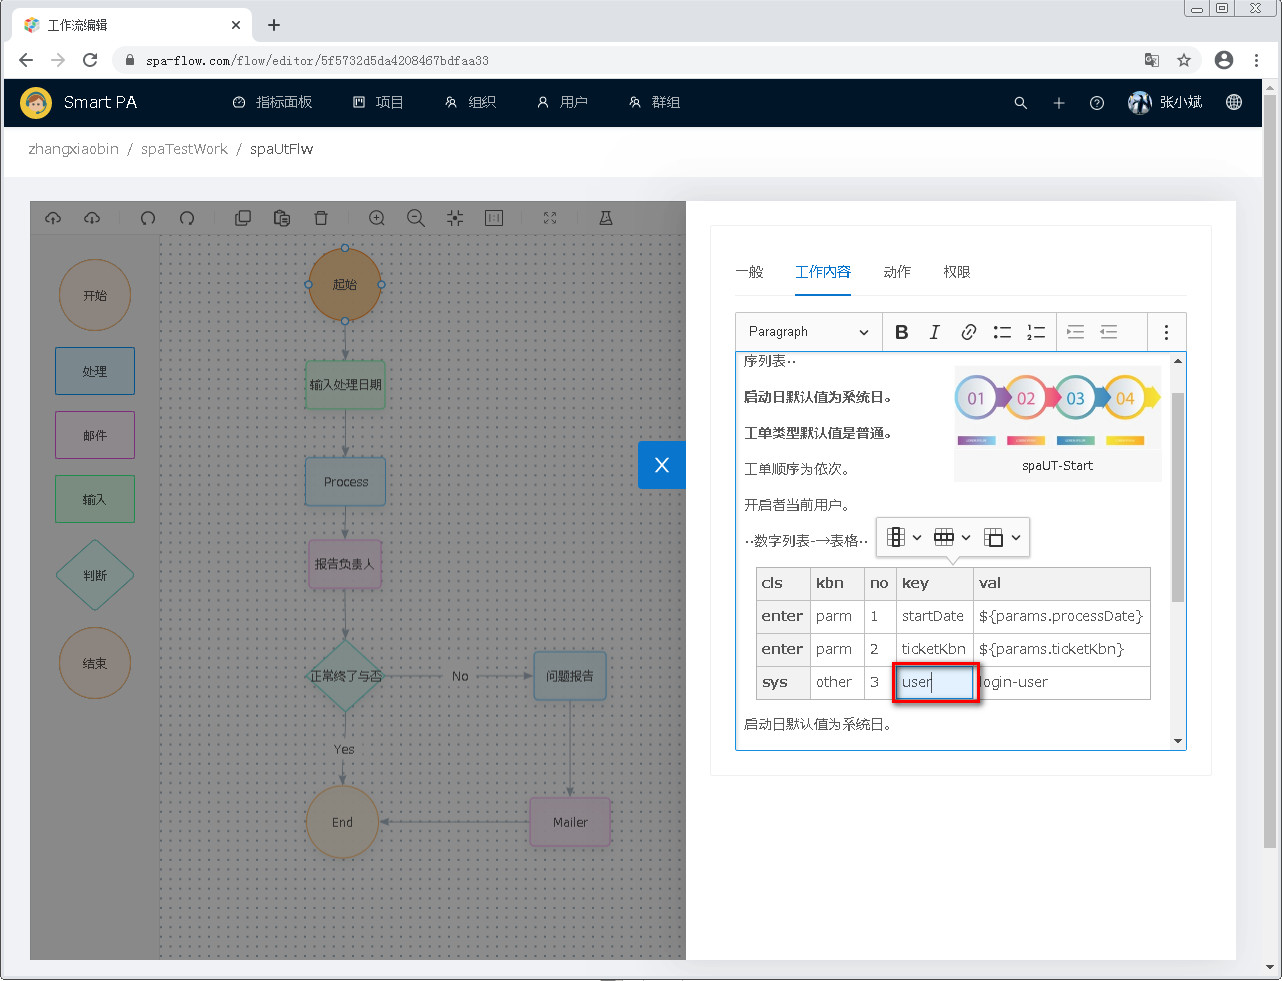 工作流编辑
spa-flow.com/flow/editor/5f5732d5da4208467bdfaa33
Smart PA
指标面板
项目
组织
用户
群组
张小斌
zhangxiaobin / spaTestWork / spaUtFlw
开始
处理
邮件
输入
判断
结束
起始
输入处理日期
Process
报告负责人
正常终了与否
No
问题报告
Yes
End
Mailer
一般
工作内容
动作
权限
Paragraph
序列表··
启动日默认值为系统日。
工单类型默认值是普通。
工单顺序为依次。
开启者当前用户。
01 02 03 04
spaUT-Start
··数字列表-→表格··
cls kbn no key val
enter parm 1 startDate ${params.processDate}
enter parm 2 ticketKbn ${params.ticketKbn}
sys other 3 user login-user
启动日默认值为系统日。